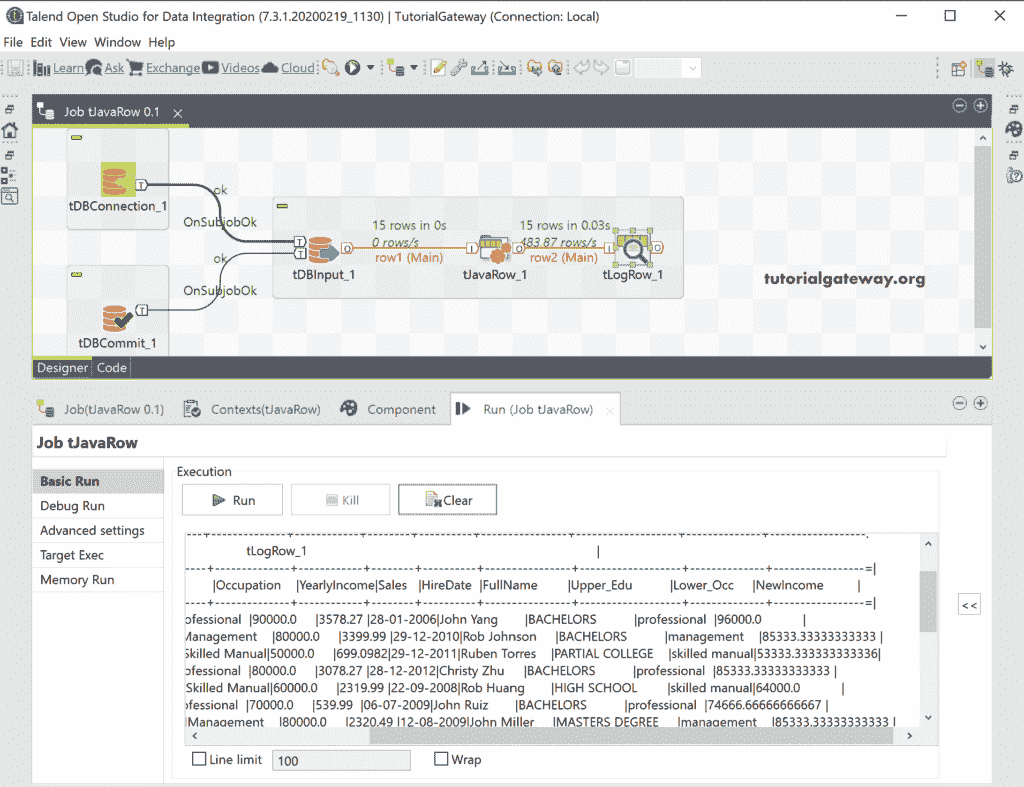 Talend Open Studio for Data Integration (7.3.1.20200219_1130) | TutorialGateway (Connection: Local)
File Edit View Window Help
Learn Ask Exchange Videos Cloud
Job tJavaRow 0.1
tDBConnection_1
ok
OnSubjobOk
ok
OnSubjobOk
tDBCommit_1
15 rows in 0s
0 rows/s
row1 (Main)
15 rows in 0.03s
483.87 rows/s
row2 (Main)
tDBInput_1
tJavaRow_1
tLogRow_1
tutorialgateway.org
Designer Code
Job(tJavaRow 0.1) Contexts(tJavaRow) Component Run (Job tJavaRow)
Job tJavaRow
Basic Run
Debug Run
Advanced settings
Target Exec
Memory Run
Execution
Run Kill Clear
---+-------------+-----------+--------+----------+-------------+---------------+--------------+----------------.
tLogRow_1 |
---+-------------+-----------+--------+----------+-------------+---------------+--------------+---------------=|
|Occupation |YearlyIncome|Sales |HireDate |FullName |Upper_Edu |Lower_Occ |NewIncome |
---+-------------+-----------+--------+----------+-------------+---------------+--------------+---------------=|
ofessional |90000.0 |3578.27 |28-01-2006|John Yang |BACHELORS |professional |96000.0 |
Management |80000.0 |3399.99 |29-12-2010|Rob Johnson |BACHELORS |management |85333.33333333333 |
Skilled Manual|50000.0 |699.0982|29-12-2011|Ruben Torres |PARTIAL COLLEGE |skilled manual|53333.333333333336|
ofessional |80000.0 |3078.27 |28-12-2012|Christy Zhu |BACHELORS |professional |85333.33333333333 |
Skilled Manual|60000.0 |2319.99 |22-09-2008|Rob Huang |HIGH SCHOOL |skilled manual|64000.0 |
ofessional |70000.0 |539.99 |06-07-2009|John Ruiz |BACHELORS |professional |74666.66666666667 |
|Management |80000.0 |2320.49 |12-08-2009|John Miller |MASTERS DEGREE |management |85333.33333333333 |
<<
Line limit 100 Wrap